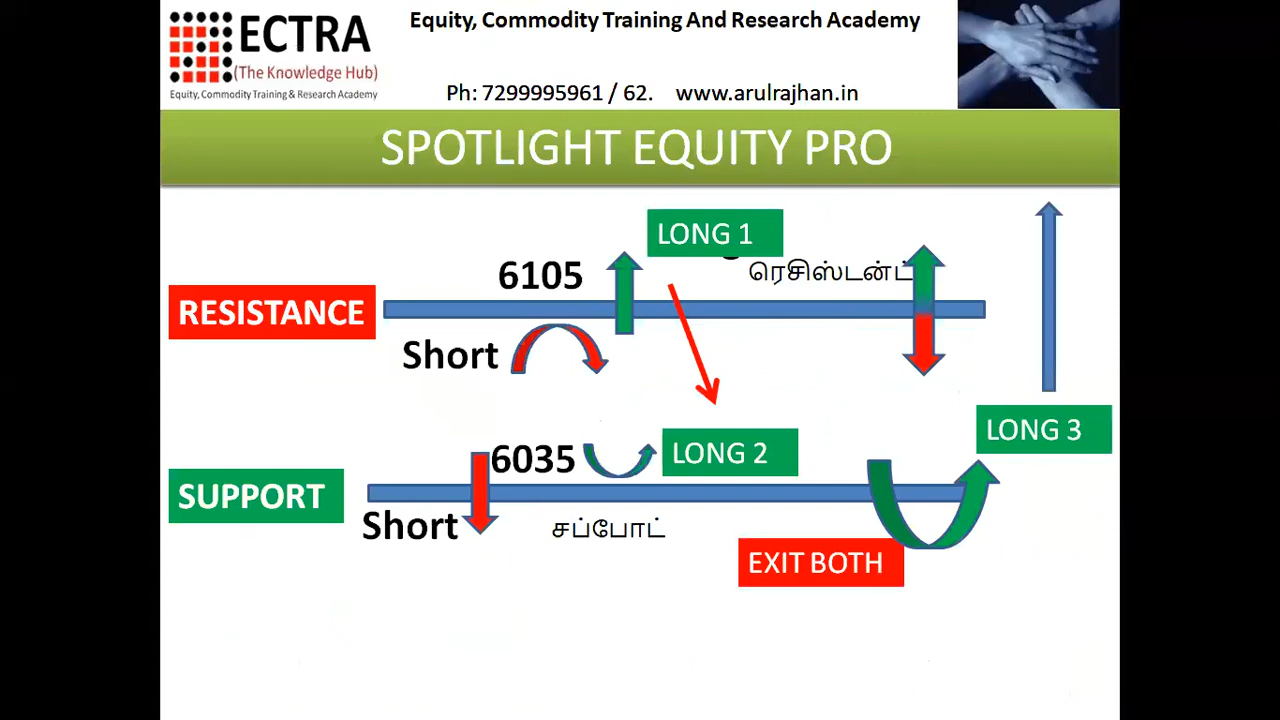 ECTRA
(The Knowledge Hub)
Equity, Commodity Training & Research Academy
Equity, Commodity Training And Research Academy
Ph: 7299995961 / 62. www.arulrajhan.in
SPOTLIGHT EQUITY PRO
LONG 1
6105
ரெசிஸ்டன்ட்
RESISTANCE
Short
LONG 3
6035
LONG 2
SUPPORT
Short
சப்போட்
EXIT BOTH